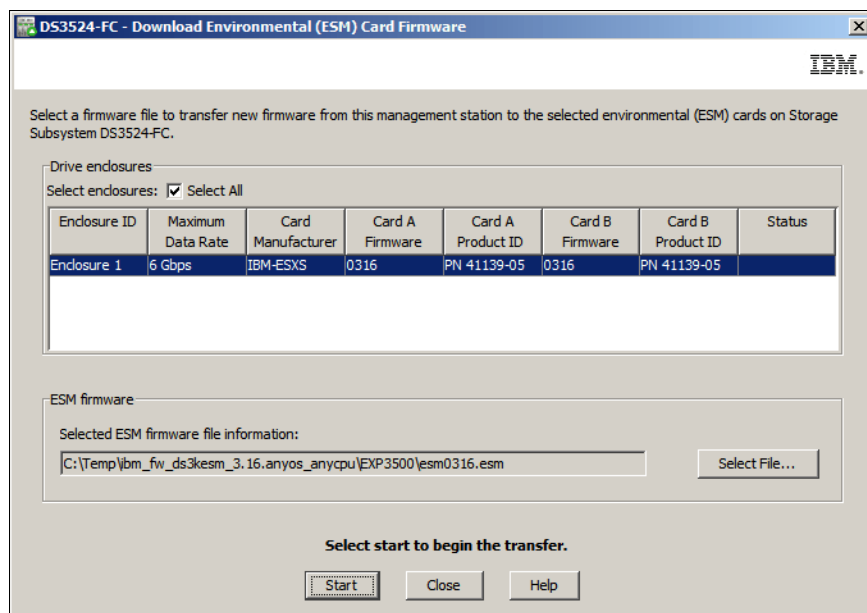 DS3524-FC - Download Environmental (ESM) Card Firmware
IBM.
Select a firmware file to transfer new firmware from this management station to the selected environmental (ESM) cards on Storage
Subsystem DS3524-FC.
Drive enclosures
Select enclosures: Select All
Enclosure ID Maximum Data Rate Card Manufacturer Card A Firmware Card A Product ID Card B Firmware Card B Product ID Status
Enclosure 1 6 Gbps IBM-ESXS 0316 PN 41139-05 0316 PN 41139-05
ESM firmware
Selected ESM firmware file information:
C:\Temp\ibm_fw_ds3kesm_3.16.anyos_anycpu\EXP3500\esm0316.esm
Select File...
Select start to begin the transfer.
Start Close Help